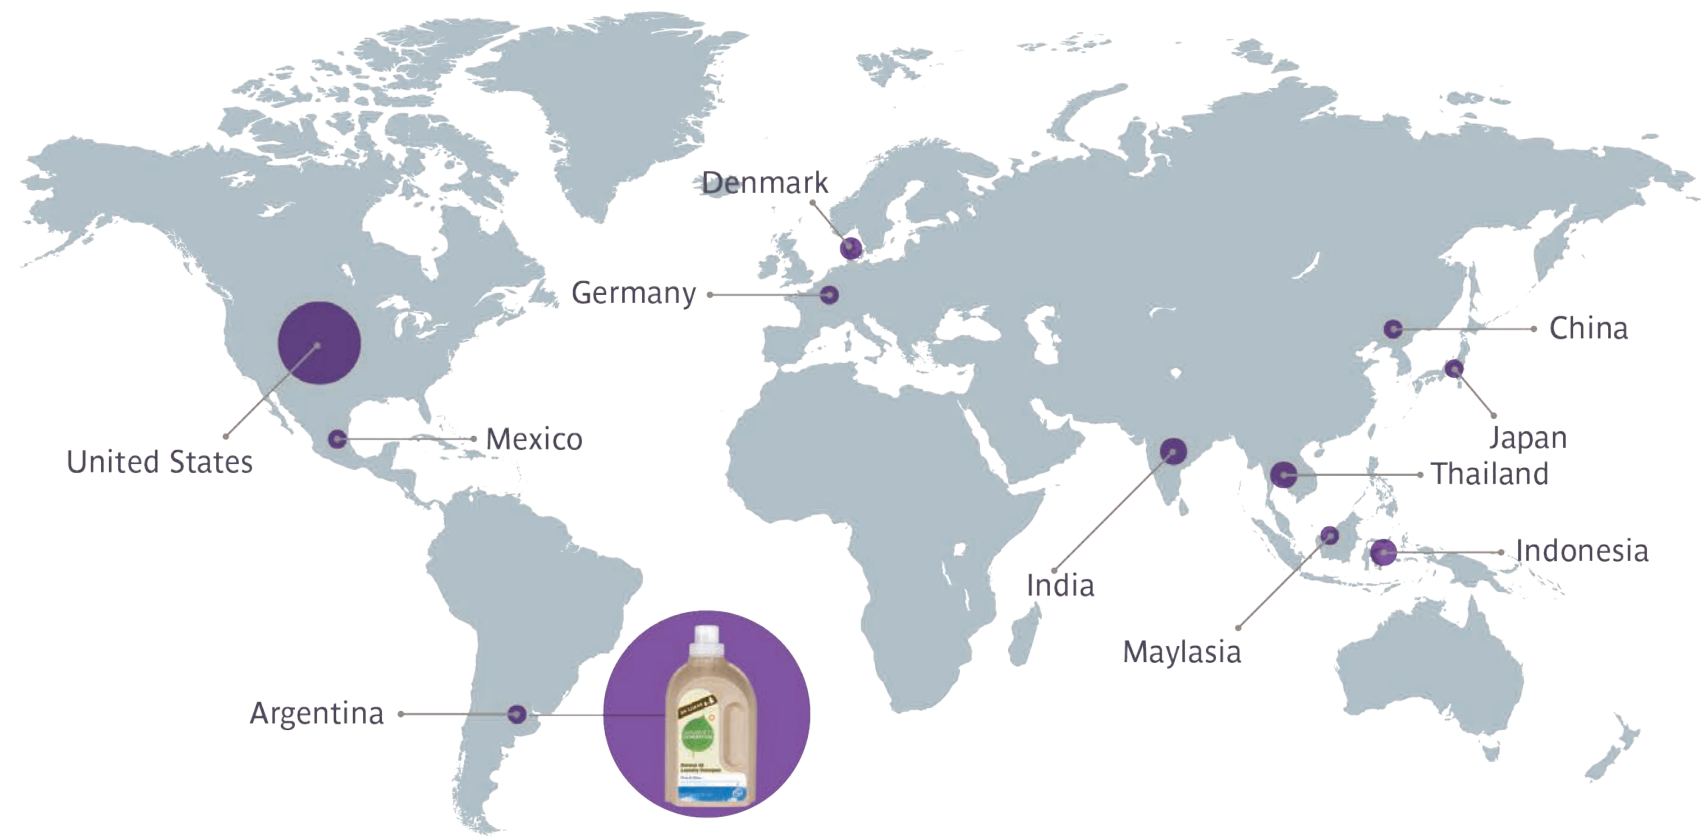 Denmark
Germany
China
Japan
United States
Mexico
Thailand
India
Indonesia
Maylasia
Argentina